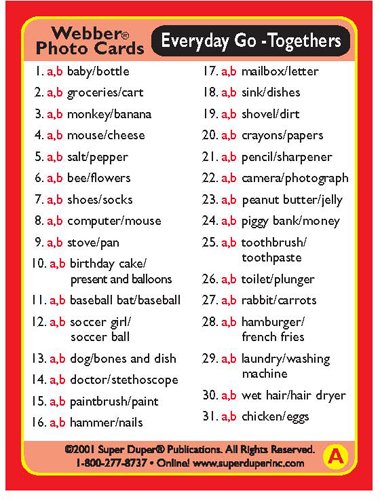 Webber®
Photo Cards
Everyday Go -Togethers
1. a,b baby/bottle
2. a,b groceries/cart
3. a,b monkey/banana
4. a,b mouse/cheese
5. a,b salt/pepper
6. a,b bee/flowers
7. a,b shoes/socks
8. a,b computer/mouse
9. a,b stove/pan
10. a,b birthday cake/
present and balloons
11. a,b baseball bat/baseball
12. a,b soccer girl/
soccer ball
13. a,b dog/bones and dish
14. a,b doctor/stethoscope
15. a,b paintbrush/paint
16. a,b hammer/nails
17. a,b mailbox/letter
18. a,b sink/dishes
19. a,b shovel/dirt
20. a,b crayons/papers
21. a,b pencil/sharpener
22. a,b camera/photograph
23. a,b peanut butter/jelly
24. a,b piggy bank/money
25. a,b toothbrush/
toothpaste
26. a,b toilet/plunger
27. a,b rabbit/carrots
28. a,b hamburger/
french fries
29. a,b laundry/washing
machine
30. a,b wet hair/hair dryer
31. a,b chicken/eggs
©2001 Super Duper® Publications. All Rights Reserved.
1-800-277-8737 • Online! www.superduperinc.com
A